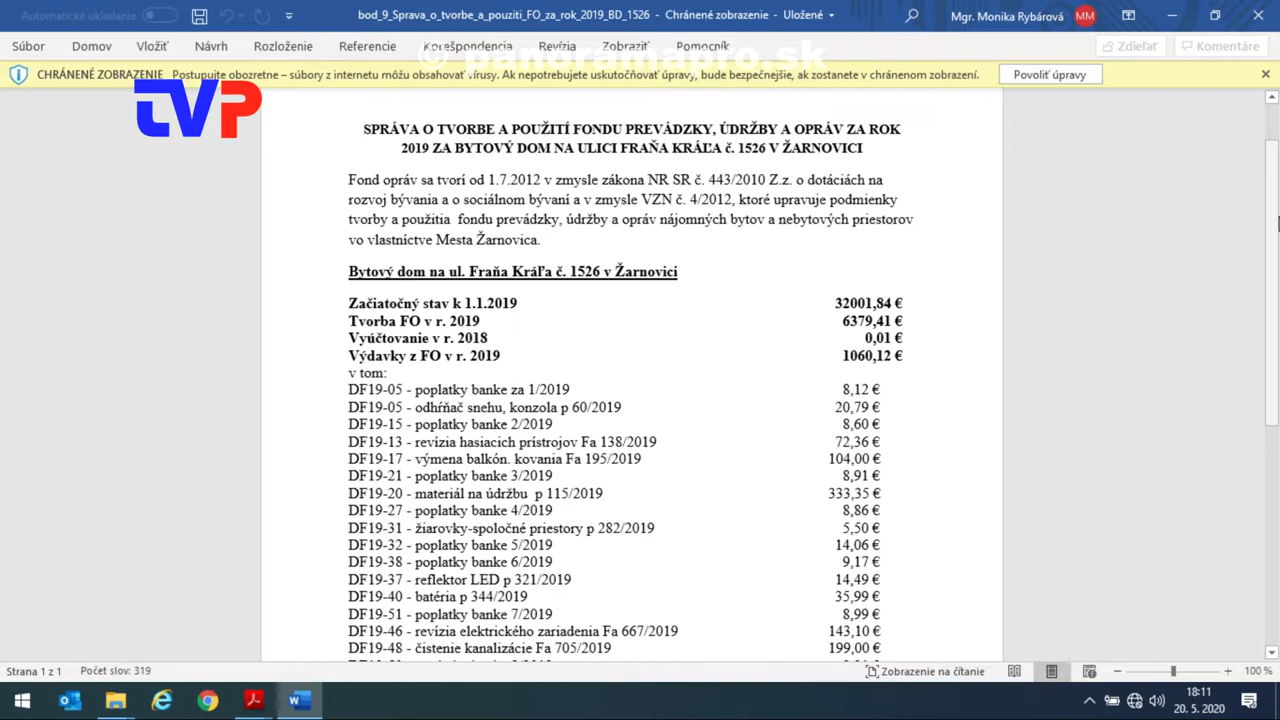 Automatické ukladanie
bod_9_Sprava_o_tvorbe_a_pouziti_FO_za_rok_2019_BD_1526 - Chránené zobrazenie - Uložené
Mgr. Monika Rybárová MM
Súbor Domov Vložiť Návrh Rozloženie Referencie Korešpondencia Revízia Zobraziť Pomocník Zdieľať Komentáre
© panoramapro.sk
CHRÁNENÉ ZOBRAZENIE Postupujte obozretne – súbory z internetu môžu obsahovať vírusy. Ak nepotrebujete uskutočňovať úpravy, bude bezpečnejšie, ak zostanete v chránenom zobrazení. Povoliť úpravy
TVP
SPRÁVA O TVORBE A POUŽITÍ FONDU PREVÁDZKY, ÚDRŽBY A OPRÁV ZA ROK
2019 ZA BYTOVÝ DOM NA ULICI FRAŇA KRÁĽA č. 1526 V ŽARNOVICI
Fond opráv sa tvorí od 1.7.2012 v zmysle zákona NR SR č. 443/2010 Z.z. o dotáciách na
rozvoj bývania a o sociálnom bývaní a v zmysle VZN č. 4/2012, ktoré upravuje podmienky
tvorby a použitia fondu prevádzky, údržby a opráv nájomných bytov a nebytových priestorov
vo vlastníctve Mesta Žarnovica.
Bytový dom na ul. Fraňa Kráľa č. 1526 v Žarnovici
Začiatočný stav k 1.1.2019 32001,84 €
Tvorba FO v r. 2019 6379,41 €
Vyúčtovanie v r. 2018 0,01 €
Výdavky z FO v r. 2019 1060,12 €
v tom:
DF19-05 - poplatky banke za 1/2019 8,12 €
DF19-05 - odhŕňač snehu, konzola p 60/2019 20,79 €
DF19-15 - poplatky banke 2/2019 8,60 €
DF19-13 - revízia hasiacich prístrojov Fa 138/2019 72,36 €
DF19-17 - výmena balkón. kovania Fa 195/2019 104,00 €
DF19-21 - poplatky banke 3/2019 8,91 €
DF19-20 - materiál na údržbu p 115/2019 333,35 €
DF19-27 - poplatky banke 4/2019 8,86 €
DF19-31 - žiarovky-spoločné priestory p 282/2019 5,50 €
DF19-32 - poplatky banke 5/2019 14,06 €
DF19-38 - poplatky banke 6/2019 9,17 €
DF19-37 - reflektor LED p 321/2019 14,49 €
DF19-40 - batéria p 344/2019 35,99 €
DF19-51 - poplatky banke 7/2019 8,99 €
DF19-46 - revízia elektrického zariadenia Fa 667/2019 143,10 €
DF19-48 - čistenie kanalizácie Fa 705/2019 199,00 €
Strana 1 z 1 Počet slov: 319 Zobrazenie na čítanie 100 %
18:11
20. 5. 2020